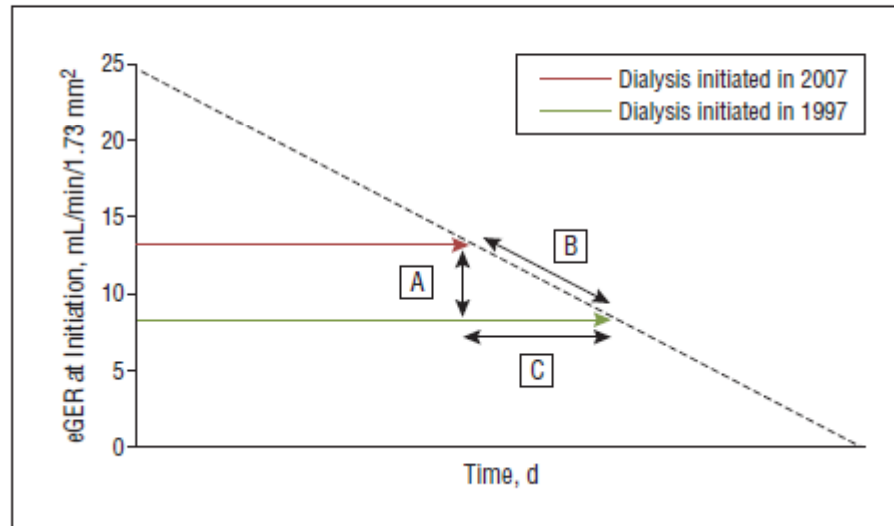 25
20
15
10
5
0
eGER at Initiation, mL/min/1.73 mm²
Dialysis initiated in 2007
Dialysis initiated in 1997
A
B
C
Time, d